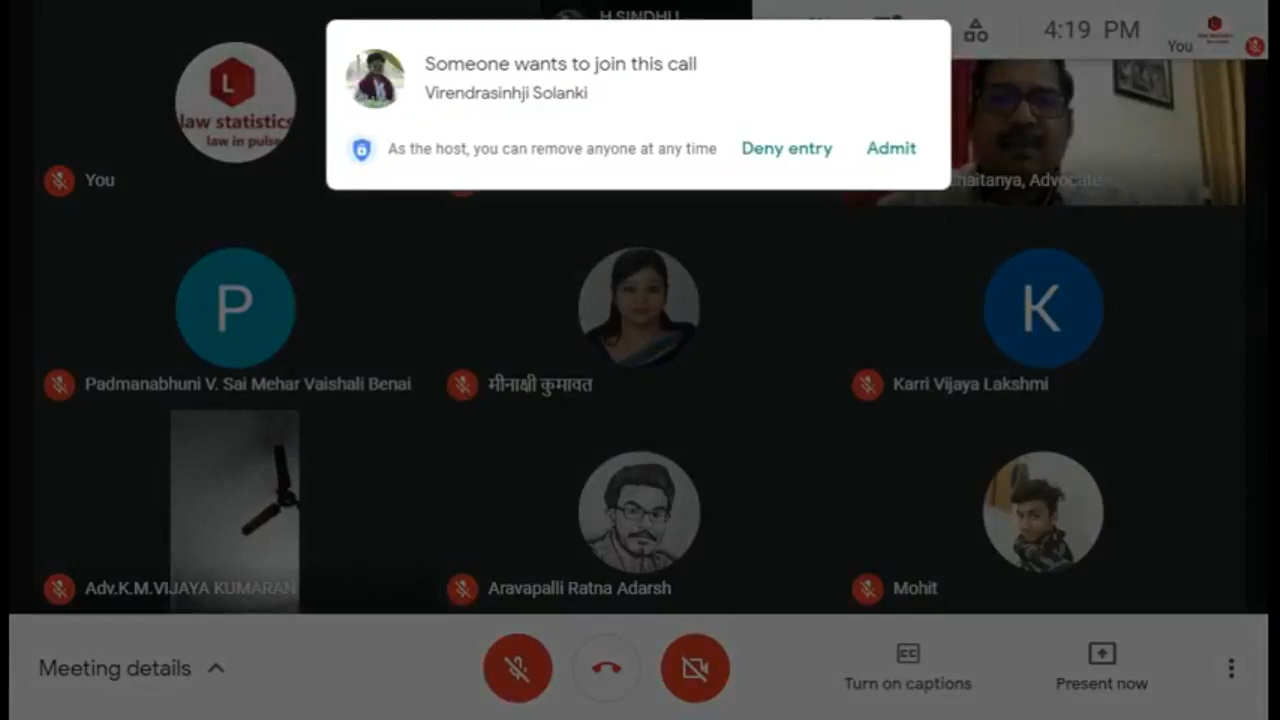 H SINDHU
Someone wants to join this call
Virendrasinhji Solanki
As the host, you can remove anyone at any time
Deny entry
Admit
4:19 PM
You
L
law statistics
law in pulse
You
haitanya, Advocate
P
K
Padmanabhuni V. Sai Mehar Vaishali Benai
मीनाक्षी कुमावत
Karri Vijaya Lakshmi
Adv.K.M.VIJAYA KUMARAN
Aravapalli Ratna Adarsh
Mohit
Meeting details
CC
Turn on captions
Present now